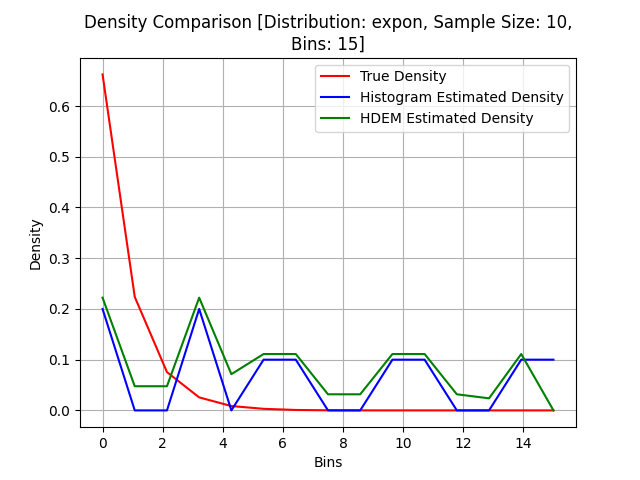 Density Comparison [Distribution: expon, Sample Size: 10,
Bins: 15]
True Density
Histogram Estimated Density
HDEM Estimated Density
Density
0.6
0.5
0.4
0.3
0.2
0.1
0.0
0 2 4 6 8 10 12 14
Bins